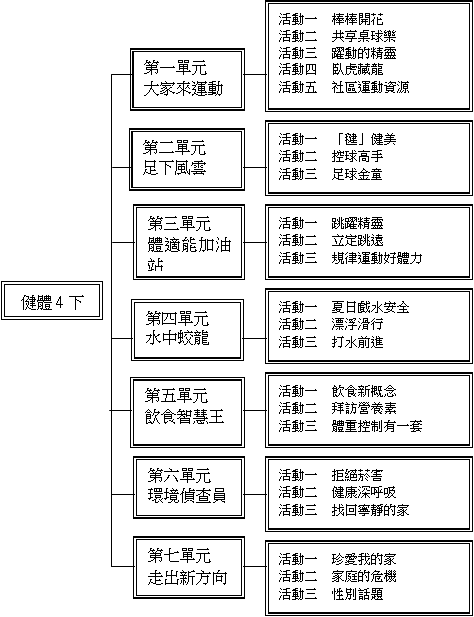 健體4下
第一單元
大家來運動
活動一 棒棒開花
活動二 共享桌球樂
活動三 躍動的精靈
活動四 臥虎藏龍
活動五 社區運動資源
第二單元
足下風雲
活動一 「毽」健美
活動二 控球高手
活動三 足球金童
第三單元
體適能加油
站
活動一 跳躍精靈
活動二 立定跳遠
活動三 規律運動好體力
第四單元
水中蛟龍
活動一 夏日戲水安全
活動二 漂浮滑行
活動三 打水前進
第五單元
飲食智慧王
活動一 飲食新概念
活動二 拜訪營養素
活動三 體重控制有一套
第六單元
環境偵查員
活動一 拒絕菸害
活動二 健康深呼吸
活動三 找回寧靜的家
第七單元
走出新方向
活動一 珍愛我的家
活動二 家庭的危機
活動三 性別話題